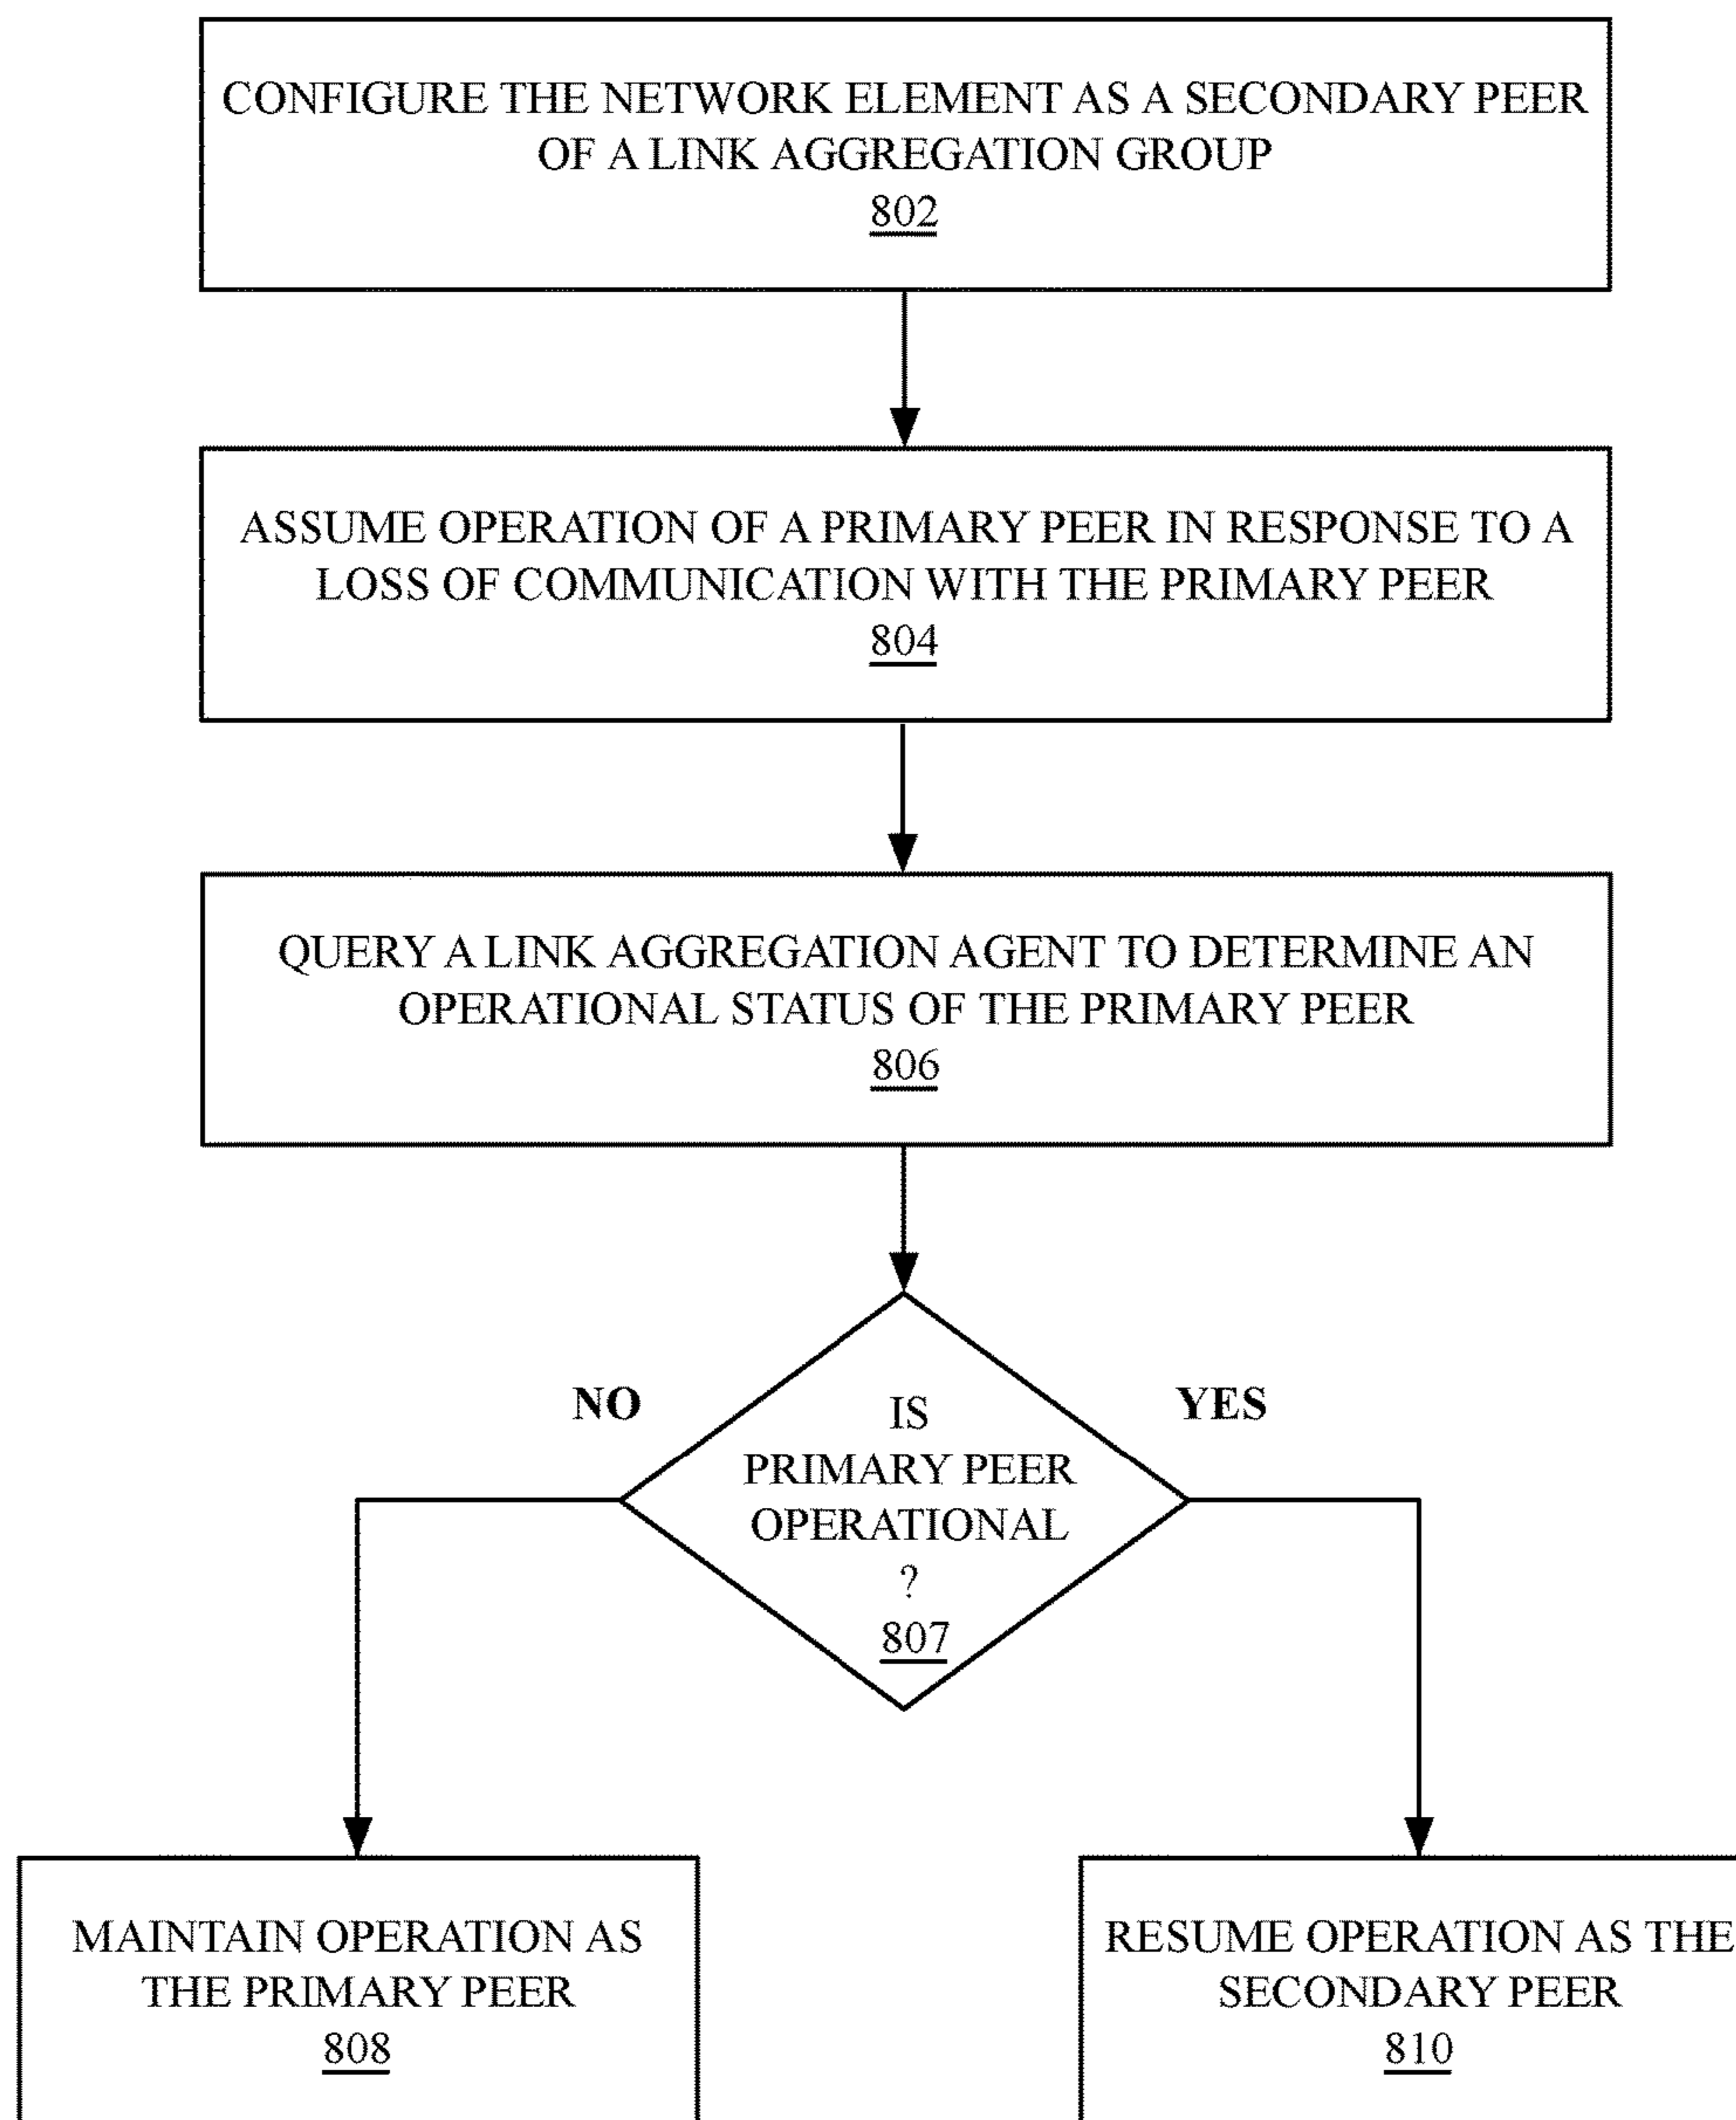 CONFIGURE THE NETWORK ELEMENT AS A SECONDARY PEER
OF A LINK AGGREGATION GROUP
802
ASSUME OPERATION OF A PRIMARY PEER IN RESPONSE TO A
LOSS OF COMMUNICATION WITH THE PRIMARY PEER
804
QUERY A LINK AGGREGATION AGENT TO DETERMINE AN
OPERATIONAL STATUS OF THE PRIMARY PEER
806
NO
YES
IS
PRIMARY PEER
OPERATIONAL
?
807
MAINTAIN OPERATION AS
THE PRIMARY PEER
808
RESUME OPERATION AS THE
SECONDARY PEER
810